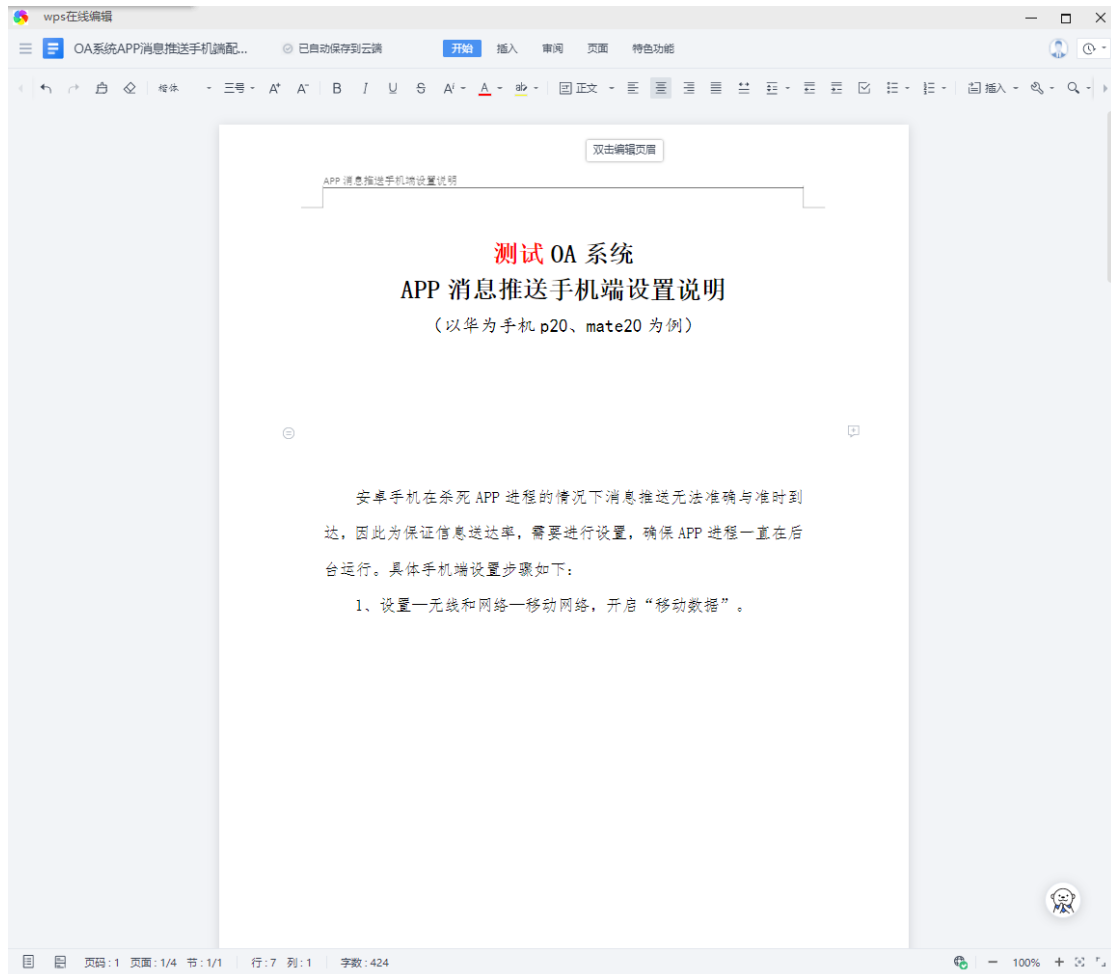 wps在线编辑
OA系统APP消息推送手机端配... 已自动保存到云端 开始 插入 审阅 页面 特色功能
楷体 三号 A+ A- B I U S A A ab 正文 插入
双击编辑页眉
APP 消息推送手机端设置说明
测试 OA 系统
APP 消息推送手机端设置说明
（以华为手机 p20、mate20 为例）
安卓手机在杀死 APP 进程的情况下消息推送无法准确与准时到
达，因此为保证信息送达率，需要进行设置，确保 APP 进程一直在后
台运行。具体手机端设置步骤如下：
1、设置—无线和网络—移动网络，开启“移动数据”。
页码: 1 页面: 1/4 节: 1/1 行: 7 列: 1 字数: 424 100%